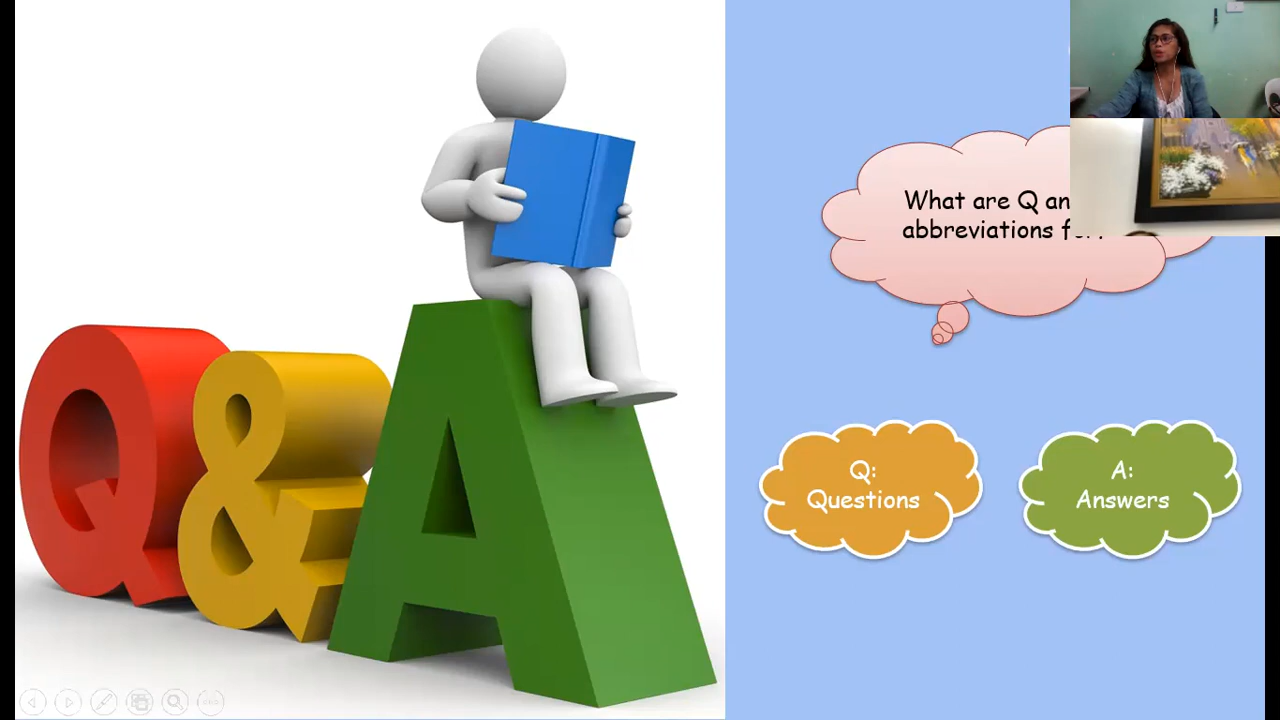 Q&A
What are Q an
abbreviations
Q:
Questions
A:
Answers